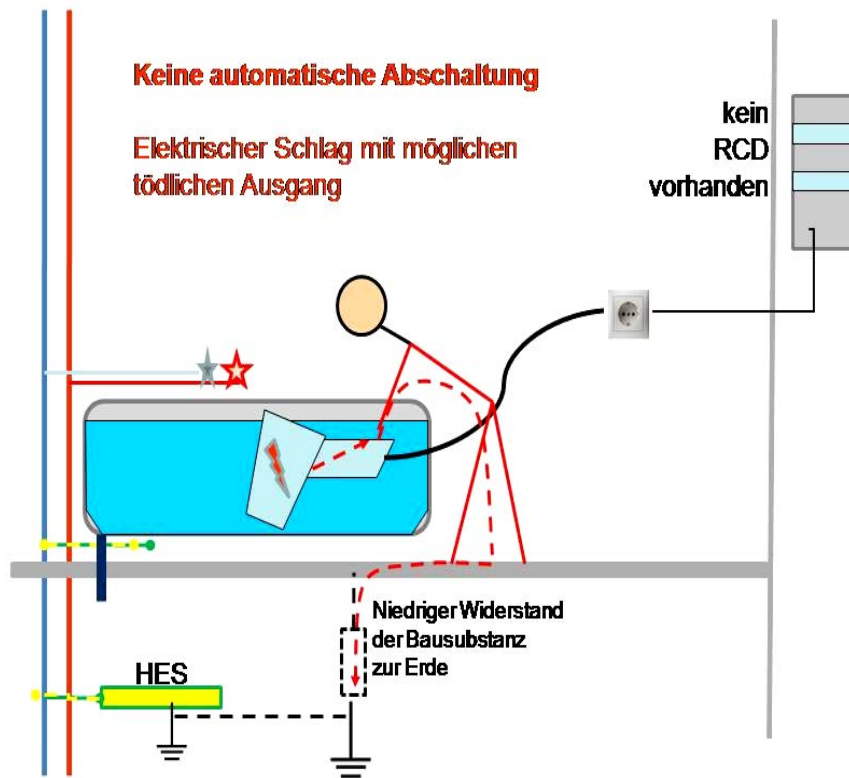 Keine automatische Abschaltung
Elektrischer Schlag mit möglichen
tödlichen Ausgang
kein
RCD
vorhanden
Niedriger Widerstand
der Bausubstanz
zur Erde
HES